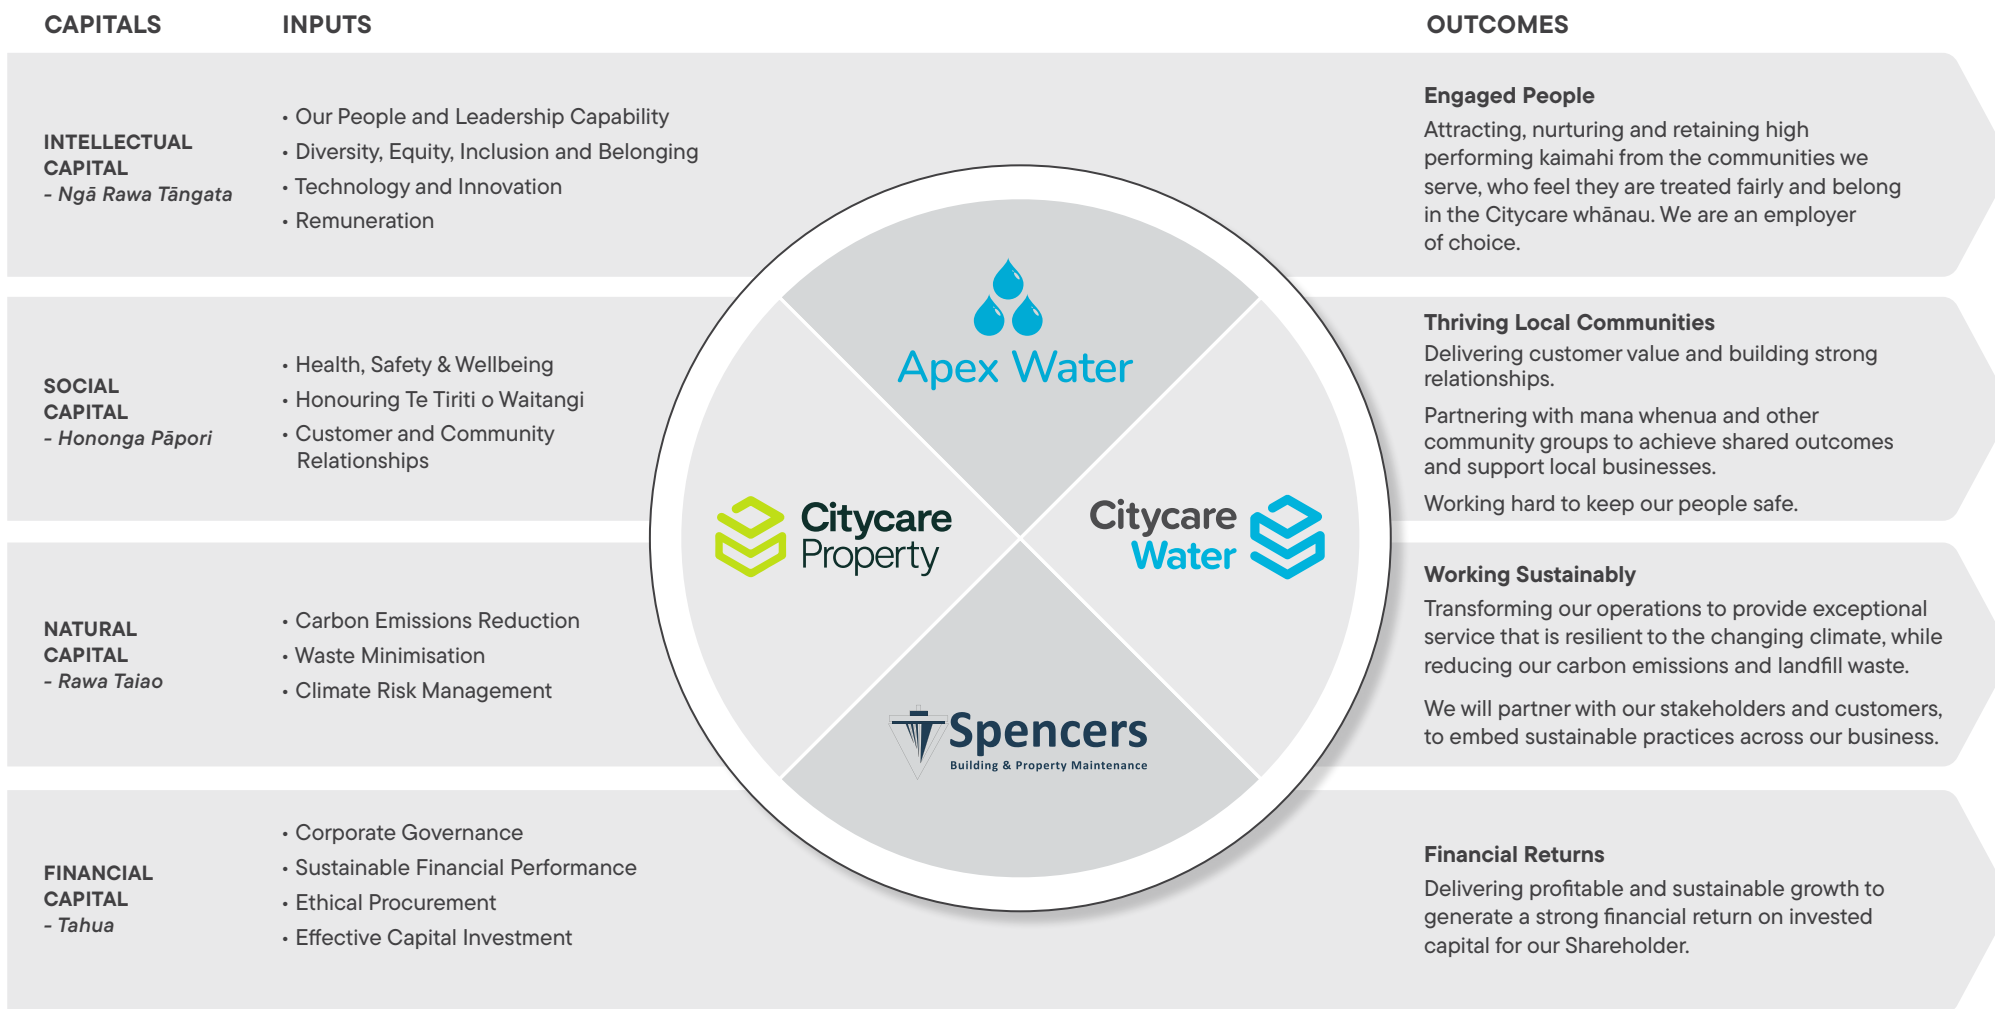 CAPITALS
INPUTS
OUTCOMES
INTELLECTUAL
CAPITAL
- Ngā Rawa Tāngata
• Our People and Leadership Capability
• Diversity, Equity, Inclusion and Belonging
• Technology and Innovation
• Remuneration
Engaged People
Attracting, nurturing and retaining high
performing kaimahi from the communities we
serve, who feel they are treated fairly and belong
in the Citycare whānau. We are an employer
of choice.
SOCIAL
CAPITAL
- Hononga Pāpori
• Health, Safety & Wellbeing
• Honouring Te Tiriti o Waitangi
• Customer and Community
Relationships
Thriving Local Communities
Delivering customer value and building strong
relationships.
Partnering with mana whenua and other
community groups to achieve shared outcomes
and support local businesses.
Working hard to keep our people safe.
NATURAL
CAPITAL
- Rawa Taiao
• Carbon Emissions Reduction
• Waste Minimisation
• Climate Risk Management
Working Sustainably
Transforming our operations to provide exceptional
service that is resilient to the changing climate, while
reducing our carbon emissions and landfill waste.
We will partner with our stakeholders and customers,
to embed sustainable practices across our business.
FINANCIAL
CAPITAL
- Tahua
• Corporate Governance
• Sustainable Financial Performance
• Ethical Procurement
• Effective Capital Investment
Financial Returns
Delivering profitable and sustainable growth to
generate a strong financial return on invested
capital for our Shareholder.
Apex Water
Citycare
Property
Citycare
Water
Spencers
Building & Property Maintenance